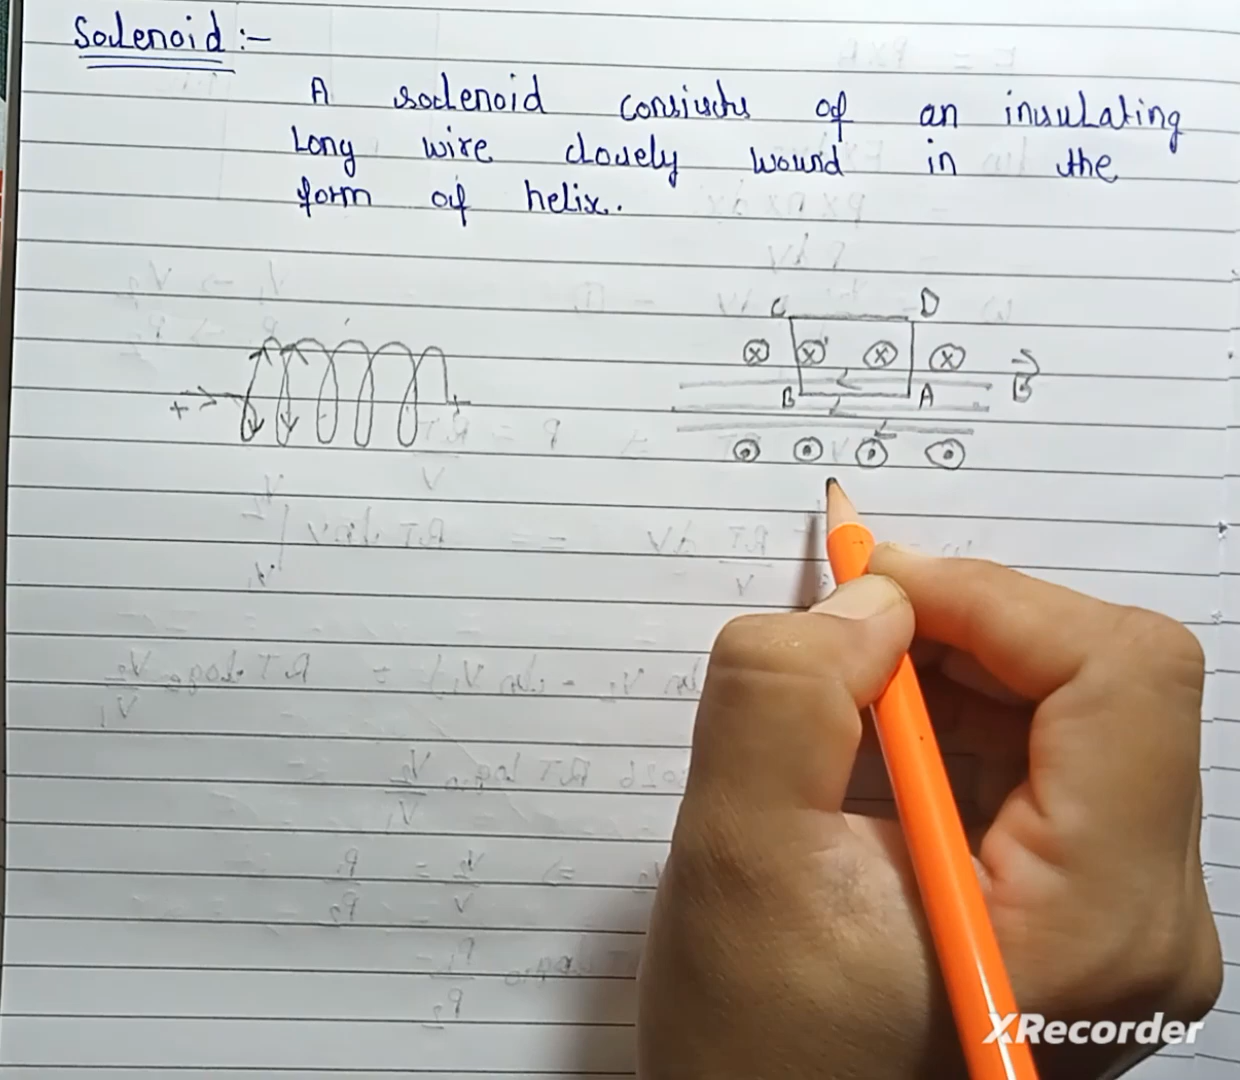 Solenoid :-
A solenoid consists of an insulating
long wire closely wound in the
form of helix.
C D
B A
B
+
XRecorder